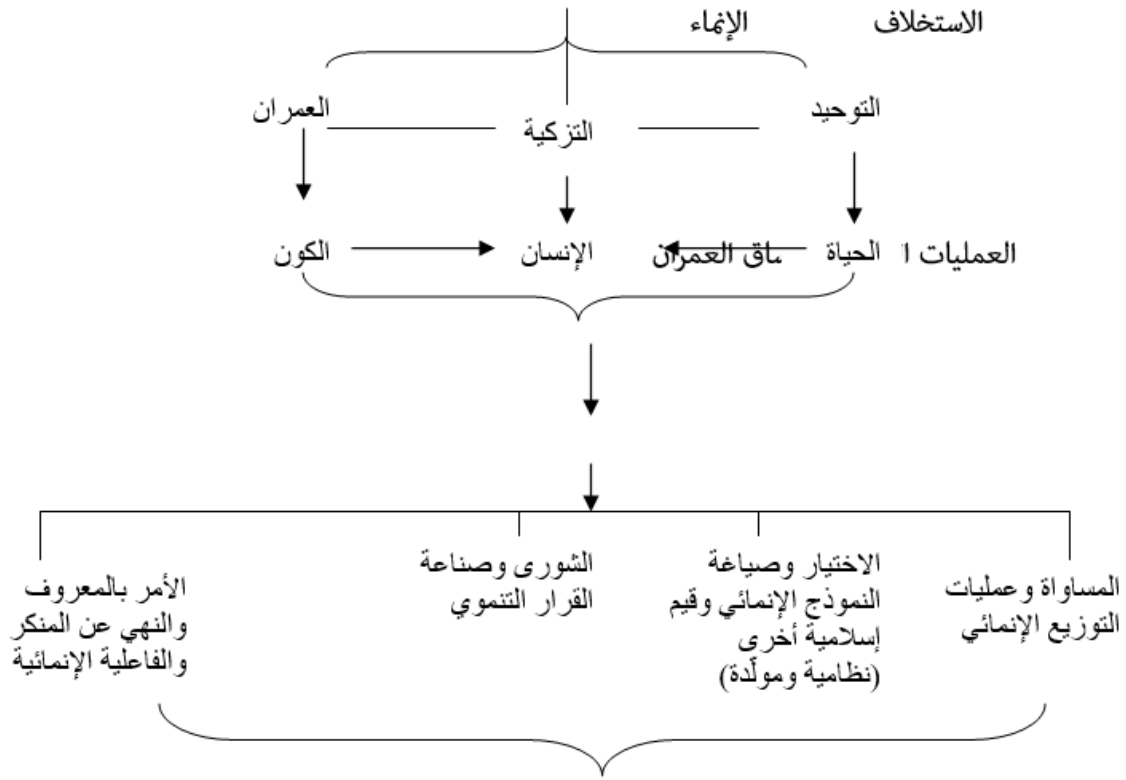 الاستخلاف
الإنماء
التوحيد
التزكية
العمران
العمليات
الحياة
العمران
الإنسان
الكون
المساواة وعمليات
التوزيع الإنمائي
الاختيار وصياغة
النموذج الإنمائي وقيم
إسلامية أخرى
(نظامية ومولّدة)
الشورى وصناعة
القرار التنموي
الأمر بالمعروف
والنهي عن المنكر
والفاعلية الإنمائية